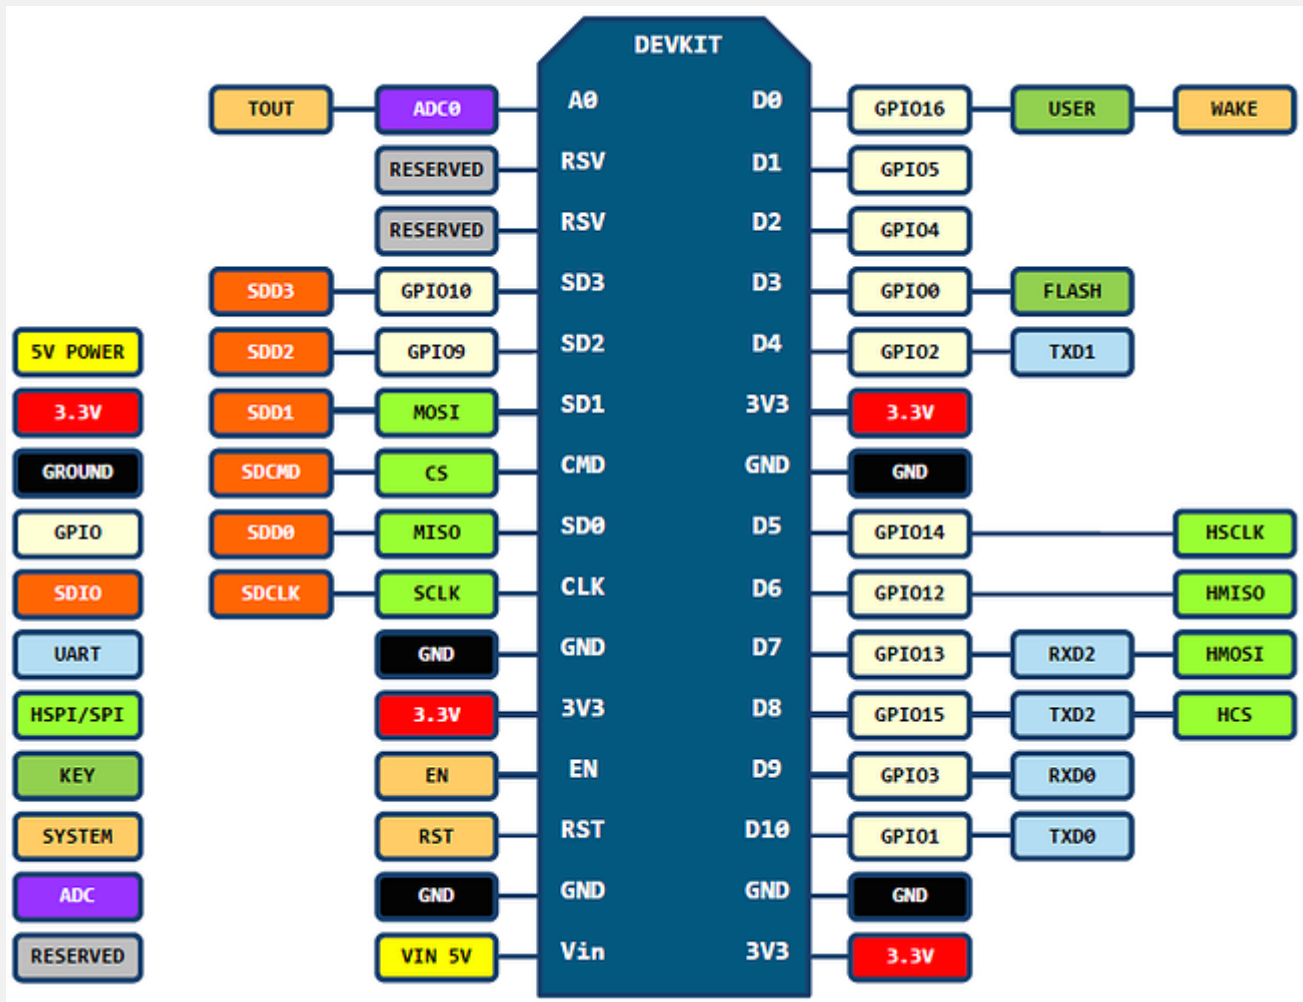 DEVKIT
TOUT ADC0 A0 D0 GPIO16 USER WAKE
RESERVED RSV D1 GPIO5
RESERVED RSV D2 GPIO4
SDD3 GPIO10 SD3 D3 GPIO0 FLASH
5V POWER SDD2 GPIO9 SD2 D4 GPIO2 TXD1
3.3V SDD1 MOSI SD1 3V3 3.3V
GROUND SDCMD CS CMD GND GND
GPIO SDD0 MISO SD0 D5 GPIO14 HSCLK
SDIO SDCLK SCLK CLK D6 GPIO12 HMISO
UART GND GND D7 GPIO13 RXD2 HMOSI
HSPI/SPI 3.3V 3V3 D8 GPIO15 TXD2 HCS
KEY EN EN D9 GPIO3 RXD0
SYSTEM RST RST D10 GPIO1 TXD0
ADC GND GND GND GND
RESERVED VIN 5V Vin 3V3 3.3V